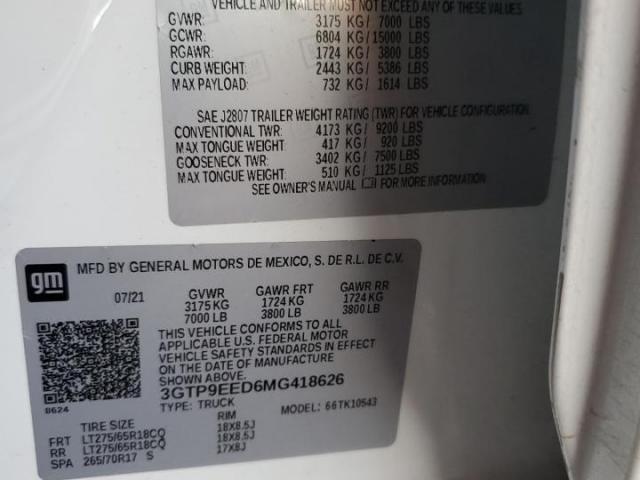 VEHICLE AND TRAILER MUST NOT EXCEED ANY OF THESE VALUES
GVWR: 3175 KG/ 7000 LBS
GCWR: 6804 KG/ 15000 LBS
RGAWR: 1724 KG/ 3800 LBS
CURB WEIGHT: 2443 KG/ 5386 LBS
MAX PAYLOAD: 732 KG/ 1614 LBS
SAE J2807 TRAILER WEIGHT RATING (TWR) FOR VEHICLE CONFIGURATION.
CONVENTIONAL TWR: 4173 KG/ 9200 LBS
MAX TONGUE WEIGHT: 417 KG/ 920 LBS
GOOSENECK TWR: 3402 KG/ 7500 LBS
MAX TONGUE WEIGHT: 510 KG/ 1125 LBS
SEE OWNER'S MANUAL FOR MORE DETAILS
gm MFD BY GENERAL MOTORS DE MEXICO, S. DE R.L. DE C.V.
07/21 GVWR GAWR FRT GAWR RR
3175 KG 1724 KG 1724 KG
7000 LB 3800 LB 3800 LB
THIS VEHICLE CONFORMS TO ALL
APPLICABLE U.S. FEDERAL MOTOR
VEHICLE SAFETY STANDARDS IN EFFECT
ON THE DATE OF MANUFACTURE
SHOWN ABOVE.
3GTP9EED6MG418626
8624 TYPE: TRUCK MODEL: 66TK10543
TIRE SIZE RIM
FRT LT275/65R18CQ 18X8.5J
RR LT275/65R18CQ 18X8.5J
SPA 265/70R17 S 17X8J